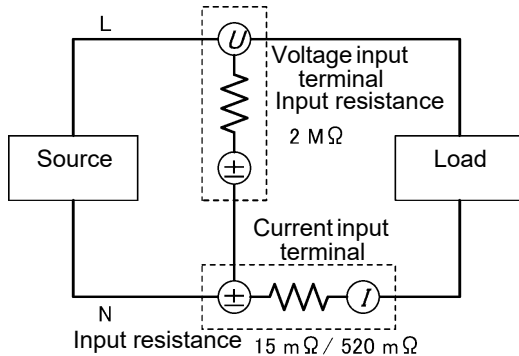 L
U
Voltage input
terminal
Input resistance
2 MΩ
±
Source
Load
Current input
terminal
±
I
N
Input resistance 15 mΩ / 520 mΩ